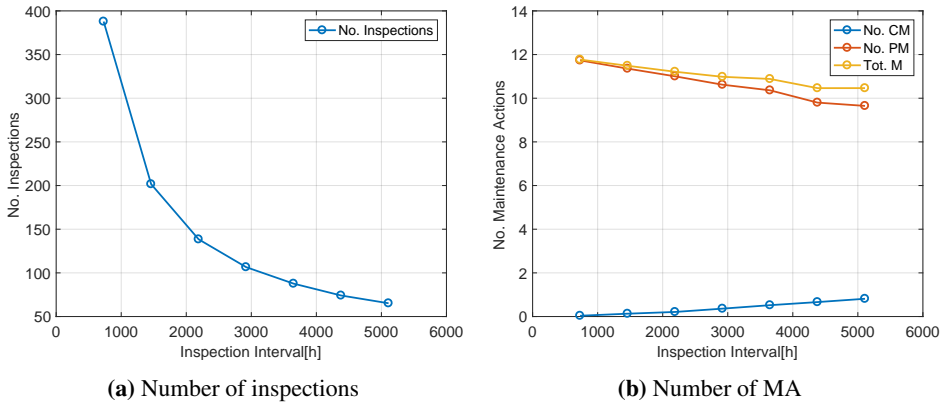 400
350
300
250
200
150
100
50
No. Inspections
No. Inspections
0 1000 2000 3000 4000 5000 6000
Inspection Interval[h]
(a) Number of inspections
14
12
10
8
6
4
2
0
No. Maintenance Actions
No. CM
No. PM
Tot. M
0 1000 2000 3000 4000 5000 6000
Inspection Interval[h]
(b) Number of MA